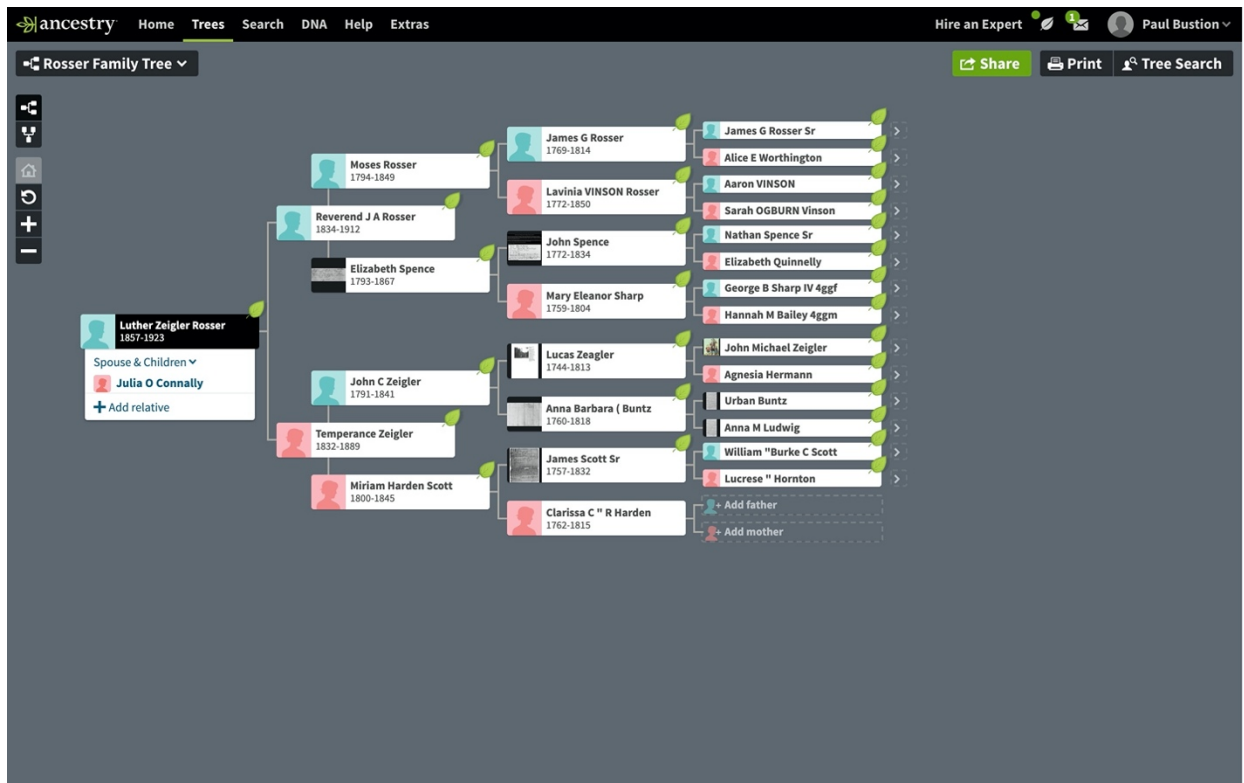 ancestry Home Trees Search DNA Help Extras Hire an Expert 1 Paul Bustion
Rosser Family Tree Share Print Tree Search
James G Rosser Sr
James G Rosser
1769-1814
Alice E Worthington
Moses Rosser
1794-1849
Aaron VINSON
Lavinia VINSON Rosser
1772-1850
Sarah OGBURN Vinson
Reverend J A Rosser
1834-1912
Nathan Spence Sr
John Spence
1772-1834
Elizabeth Quinnelly
Elizabeth Spence
1793-1867
George B Sharp IV 4ggf
Mary Eleanor Sharp
1759-1804
Hannah M Bailey 4ggm
Luther Zeigler Rosser
1857-1923
Spouse & Children
Julia O Connally
Add relative
John Michael Zeigler
Lucas Zeagler
1744-1813
Agnesia Hermann
John C Zeigler
1791-1841
Urban Buntz
Anna Barbara ( Buntz
1760-1818
Anna M Ludwig
Temperance Zeigler
1832-1889
William "Burke C Scott
James Scott Sr
1757-1832
Lucrese " Hornton
Miriam Harden Scott
1800-1845
Add father
Clarissa C " R Harden
1762-1815
Add mother